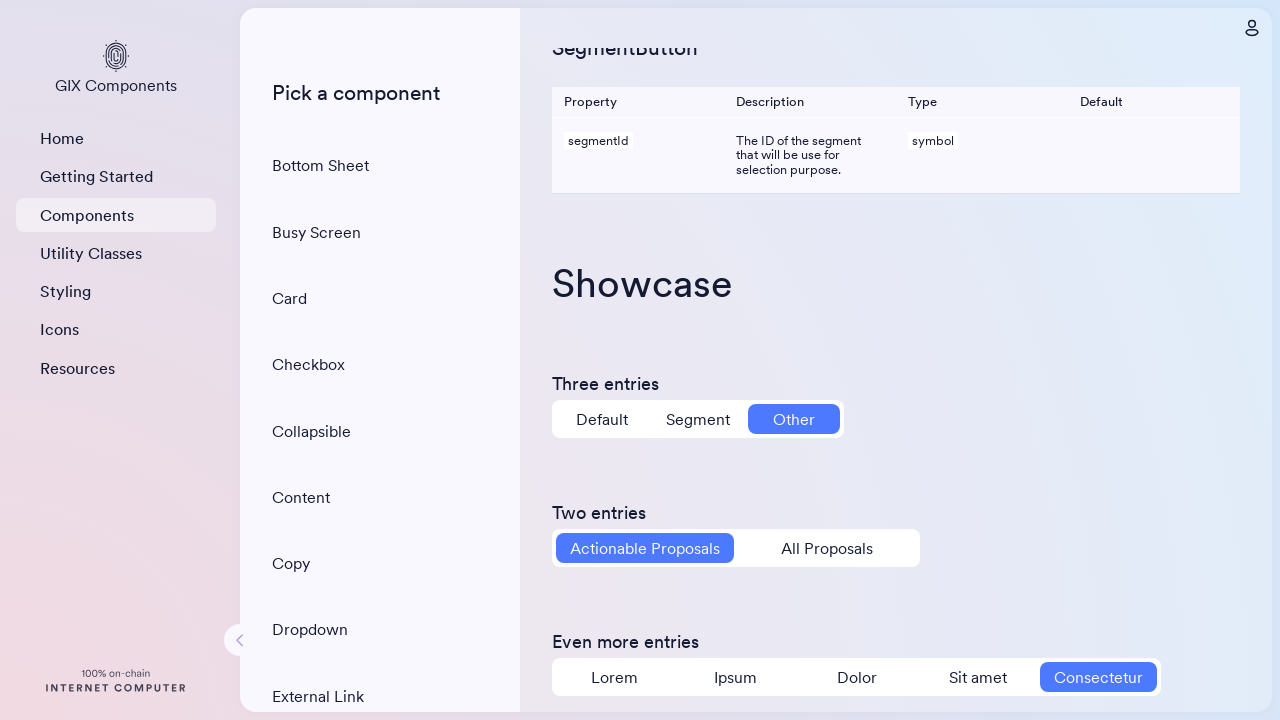 GIX Components
Home
Getting Started
Components
Utility Classes
Styling
Icons
Resources
100% on-chain
INTERNET COMPUTER
Pick a component
Bottom Sheet
Busy Screen
Card
Checkbox
Collapsible
Content
Copy
Dropdown
External Link
SegmentButton
Property Description Type Default
segmentId The ID of the segment symbol
that will be use for
selection purpose.
Showcase
Three entries
Default Segment Other
Two entries
Actionable Proposals All Proposals
Even more entries
Lorem Ipsum Dolor Sit amet Consectetur